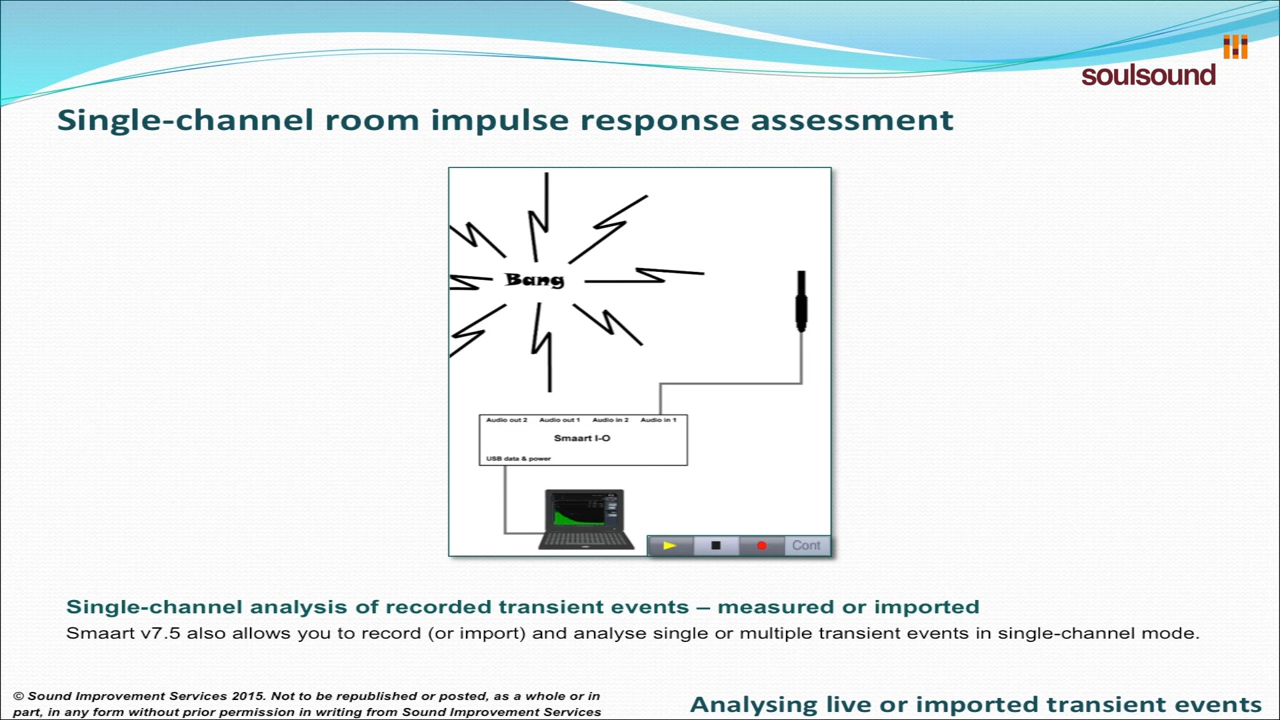 soulsound
Single-channel room impulse response assessment
Bang
Audio out 2 Audio out 1 Audio in 2 Audio in 1
Smaart I-O
USB data & power
Cont
Single-channel analysis of recorded transient events – measured or imported
Smaart v7.5 also allows you to record (or import) and analyse single or multiple transient events in single-channel mode.
© Sound Improvement Services 2015. Not to be republished or posted, as a whole or in
part, in any form without prior permission in writing from Sound Improvement Services
Analysing live or imported transient events